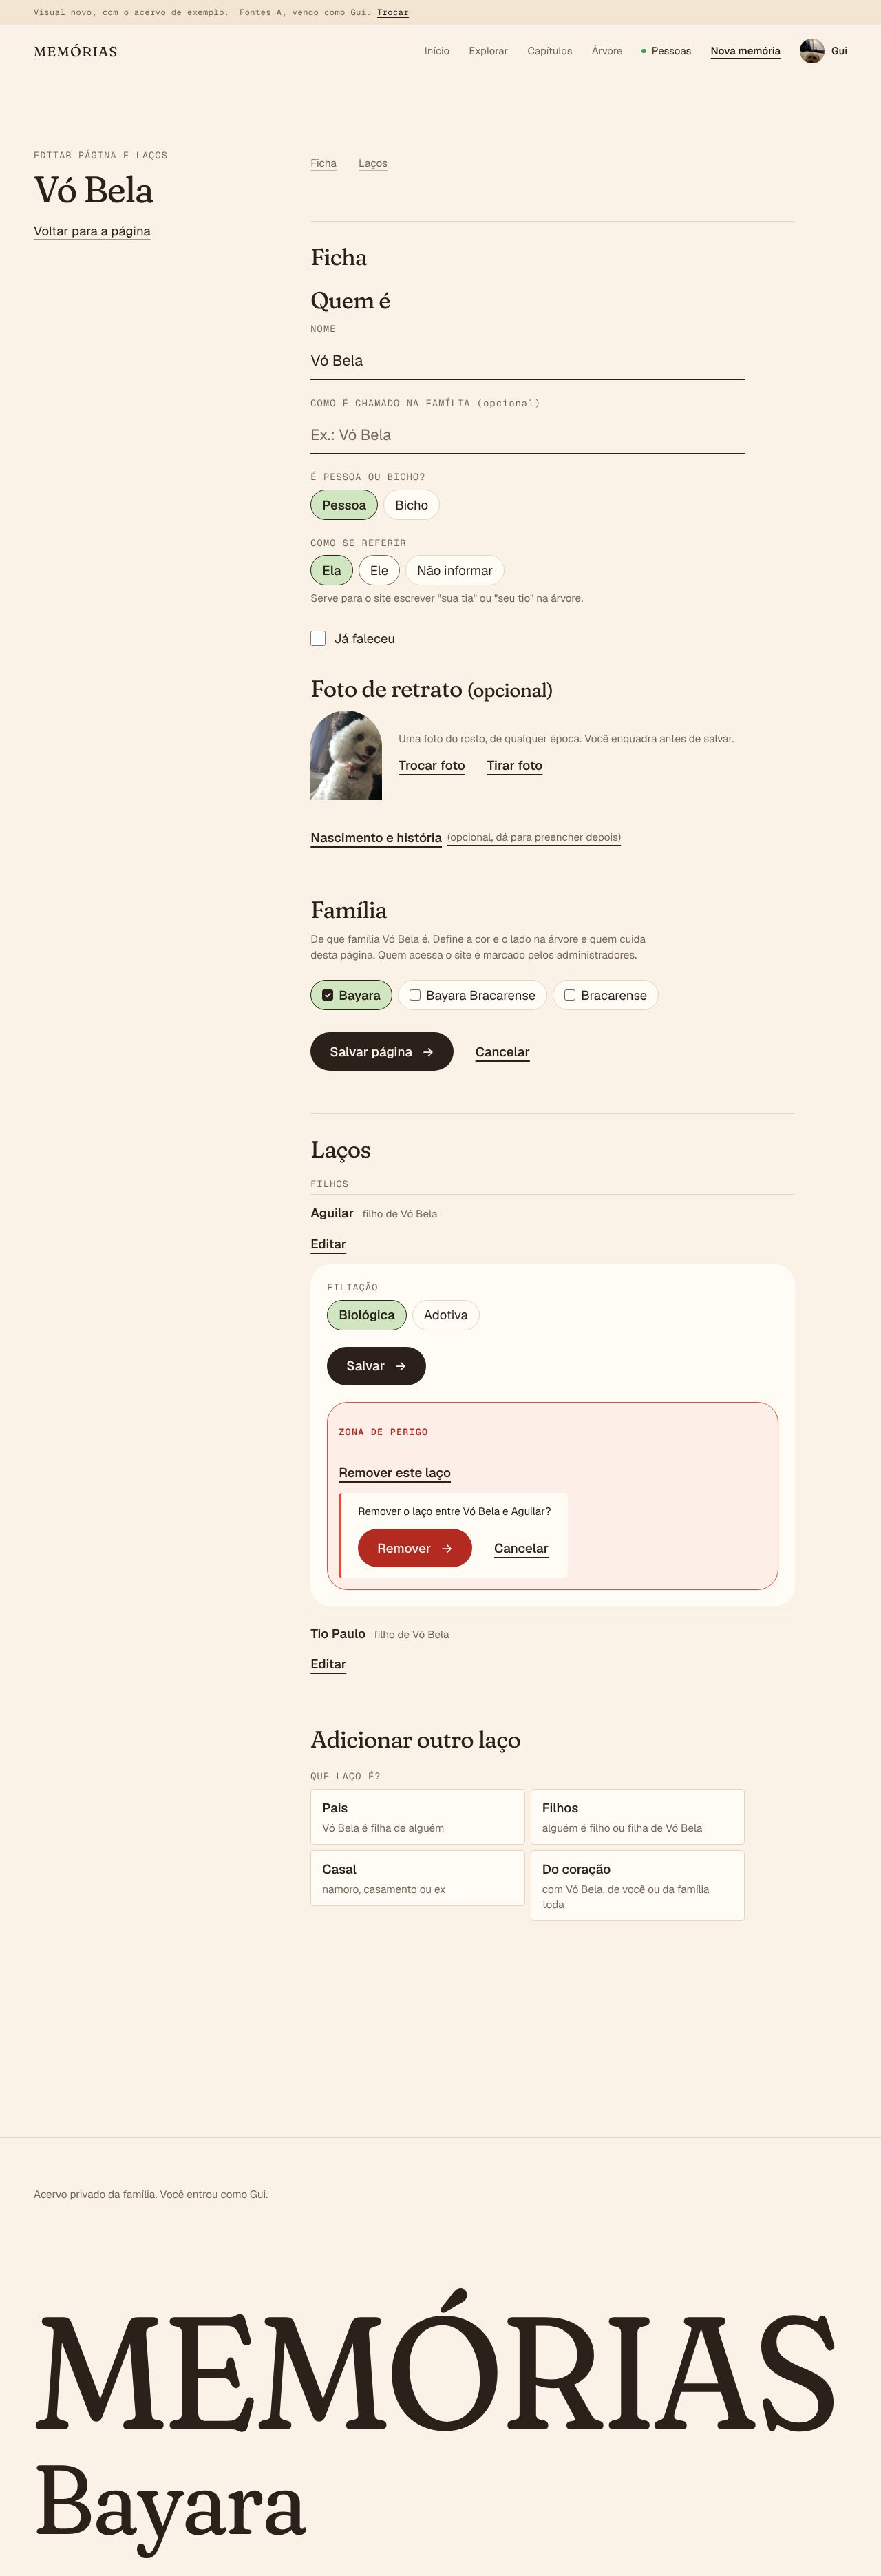 Visual novo, com o acervo de exemplo. Fontes A, vendo como Gui. Trocar
MEMÓRIAS
Início Explorar Capítulos Árvore Pessoas Nova memória Gui
EDITAR PÁGINA E LAÇOS
Vó Bela
Voltar para a página
Ficha Laços
Ficha
Quem é
NOME
Vó Bela
COMO É CHAMADO NA FAMÍLIA (opcional)
Ex.: Vó Bela
É PESSOA OU BICHO?
Pessoa Bicho
COMO SE REFERIR
Ela Ele Não informar
Serve para o site escrever "sua tia" ou "seu tio" na árvore.
Já faleceu
Foto de retrato (opcional)
Uma foto do rosto, de qualquer época. Você enquadra antes de salvar.
Trocar foto Tirar foto
Nascimento e história (opcional, dá para preencher depois)
Família
De que família Vó Bela é. Define a cor e o lado na árvore e quem cuida
desta página. Quem acessa o site é marcado pelos administradores.
Bayara Bayara Bracarense Bracarense
Salvar página → Cancelar
Laços
FILHOS
Aguilar filho de Vó Bela
Editar
FILIAÇÃO
Biológica Adotiva
Salvar →
ZONA DE PERIGO
Remover este laço
Remover o laço entre Vó Bela e Aguilar?
Remover → Cancelar
Tio Paulo filho de Vó Bela
Editar
Adicionar outro laço
QUE LAÇO É?
Pais
Vó Bela é filha de alguém
Filhos
alguém é filho ou filha de Vó Bela
Casal
namoro, casamento ou ex
Do coração
com Vó Bela, de você ou da família
toda
Acervo privado da família. Você entrou como Gui.
MEMÓRIAS
Bayara